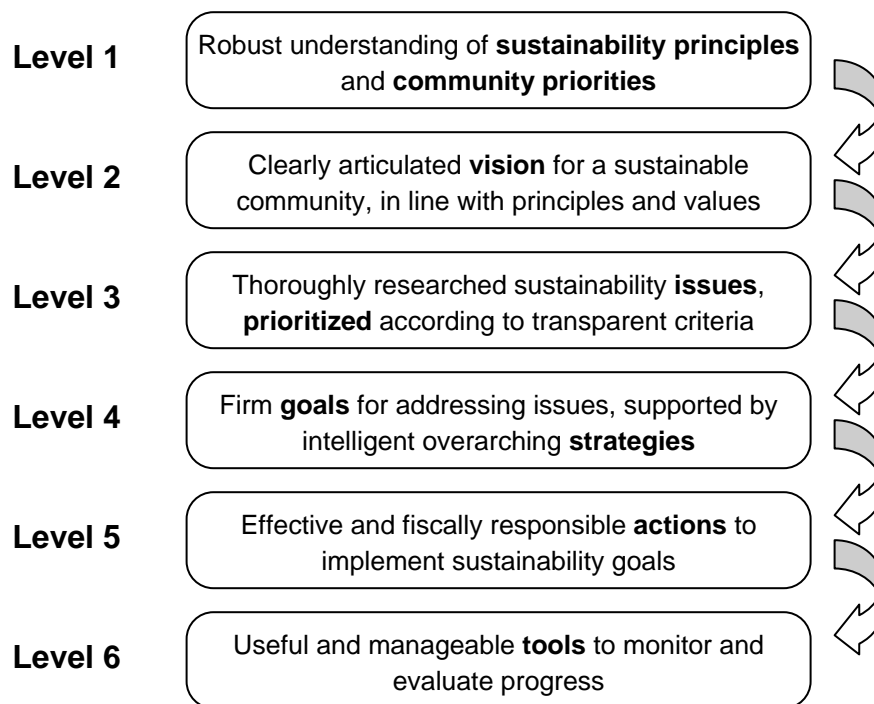 Level 1
Robust understanding of sustainability principles
and community priorities
Level 2
Clearly articulated vision for a sustainable
community, in line with principles and values
Level 3
Thoroughly researched sustainability issues,
prioritized according to transparent criteria
Level 4
Firm goals for addressing issues, supported by
intelligent overarching strategies
Level 5
Effective and fiscally responsible actions to
implement sustainability goals
Level 6
Useful and manageable tools to monitor and
evaluate progress